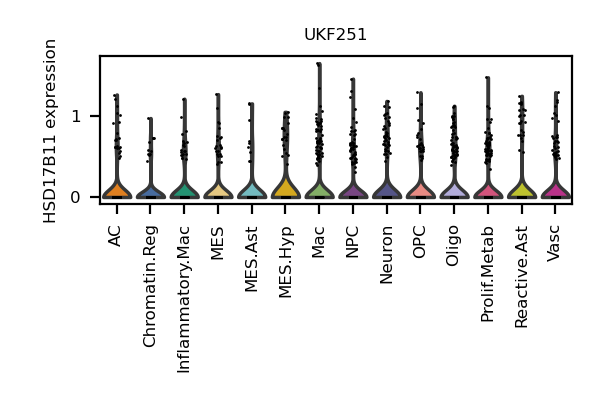 UKF251
HSD17B11 expression
1
0
AC
Chromatin.Reg
Inflammatory.Mac
MES
MES.Ast
MES.Hyp
Mac
NPC
Neuron
OPC
Oligo
Prolif.Metab
Reactive.Ast
Vasc